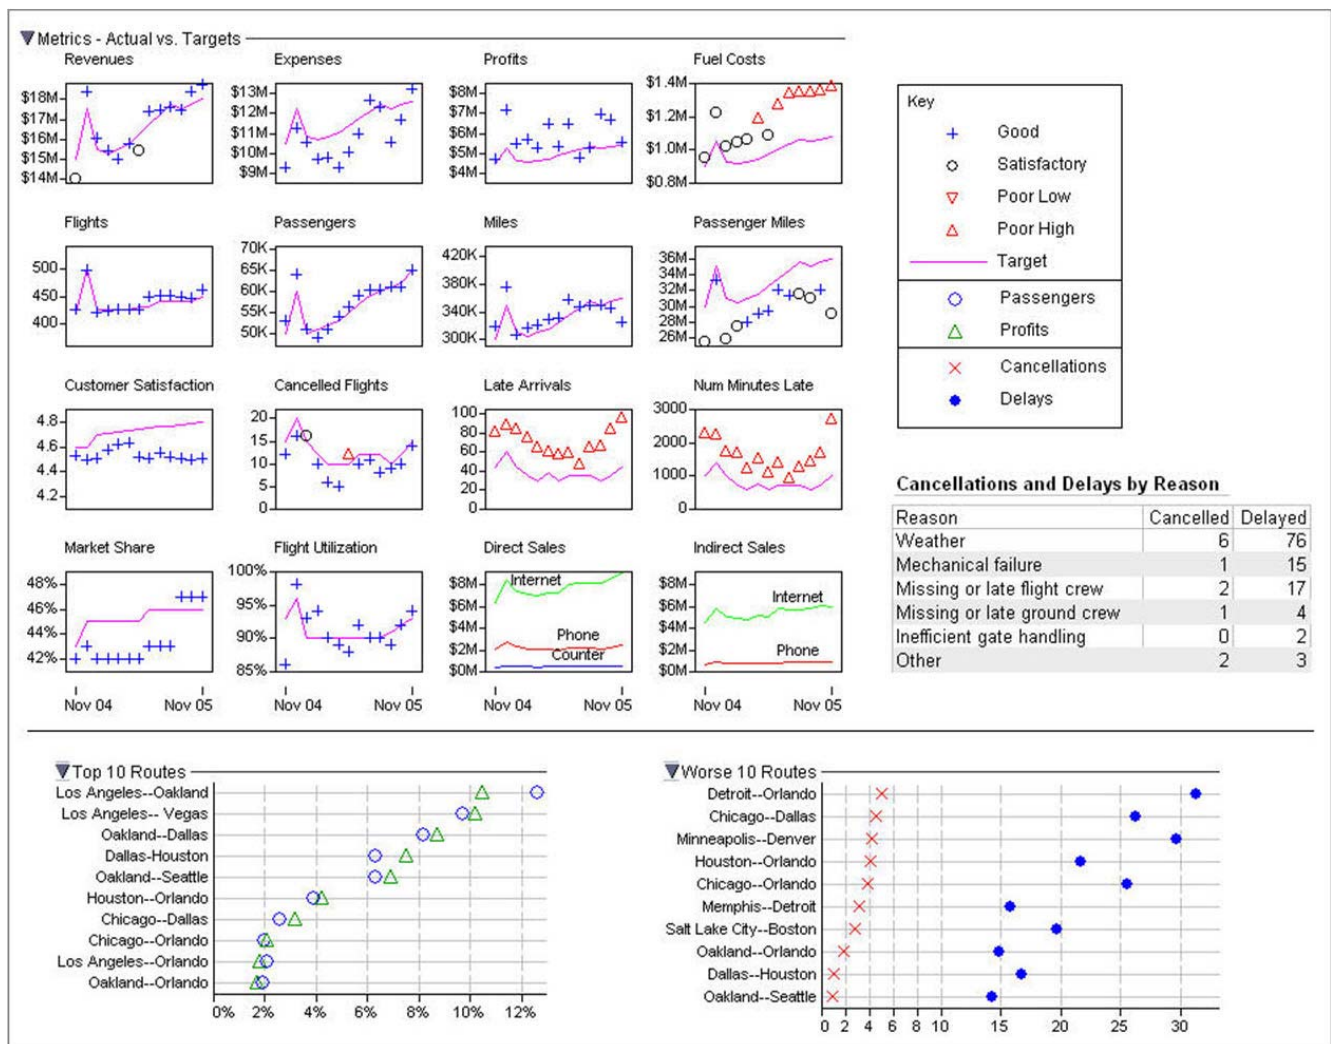 Metrics - Actual vs. Targets
Revenues
$18M
$17M
$16M
$15M
$14M
Expenses
$13M
$12M
$11M
$10M
$9M
Profits
$8M
$7M
$6M
$5M
$4M
Fuel Costs
$1.4M
$1.2M
$1.0M
$0.8M
Flights
500
450
400
Passengers
70K
65K
60K
55K
50K
Miles
420K
390K
360K
330K
300K
Passenger Miles
36M
34M
32M
30M
28M
26M
Customer Satisfaction
4.8
4.6
4.4
4.2
Cancelled Flights
20
15
10
5
0
Late Arrivals
100
80
60
40
20
0
Num Minutes Late
3000
2000
1000
0
Market Share
48%
46%
44%
42%
Flight Utilization
100%
95%
90%
85%
Direct Sales
$8M
$6M
$4M
$2M
$0M
Internet
Phone
Counter
Indirect Sales
$8M
$6M
$4M
$2M
$0M
Internet
Phone
Nov 04 Nov 05
Nov 04 Nov 05
Nov 04 Nov 05
Nov 04 Nov 05
Key
Good
Satisfactory
Poor Low
Poor High
Target
Passengers
Profits
Cancellations
Delays
Cancellations and Delays by Reason
Reason Cancelled Delayed
Weather 6 76
Mechanical failure 1 15
Missing or late flight crew 2 17
Missing or late ground crew 1 4
Inefficient gate handling 0 2
Other 2 3
Top 10 Routes
Los Angeles--Oakland
Los Angeles-- Vegas
Oakland--Dallas
Dallas-Houston
Oakland--Seattle
Houston--Orlando
Chicago--Dallas
Chicago--Orlando
Los Angeles--Orlando
Oakland--Orlando
0% 2% 4% 6% 8% 10% 12%
Worse 10 Routes
Detroit--Orlando
Chicago--Dallas
Minneapolis--Denver
Houston--Orlando
Chicago--Orlando
Memphis--Detroit
Salt Lake City--Boston
Oakland--Orlando
Dallas--Houston
Oakland--Seattle
0 2 4 6 8 10 15 20 25 30